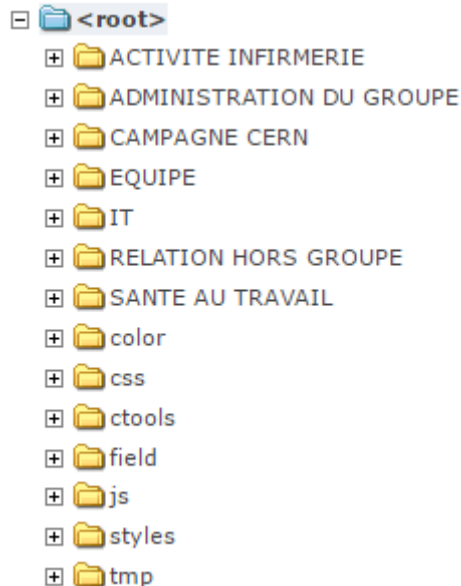 <root>
ACTIVITE INFIRMERIE
ADMINISTRATION DU GROUPE
CAMPAGNE CERN
EQUIPE
IT
RELATION HORS GROUPE
SANTE AU TRAVAIL
color
css
ctools
field
js
styles
tmp